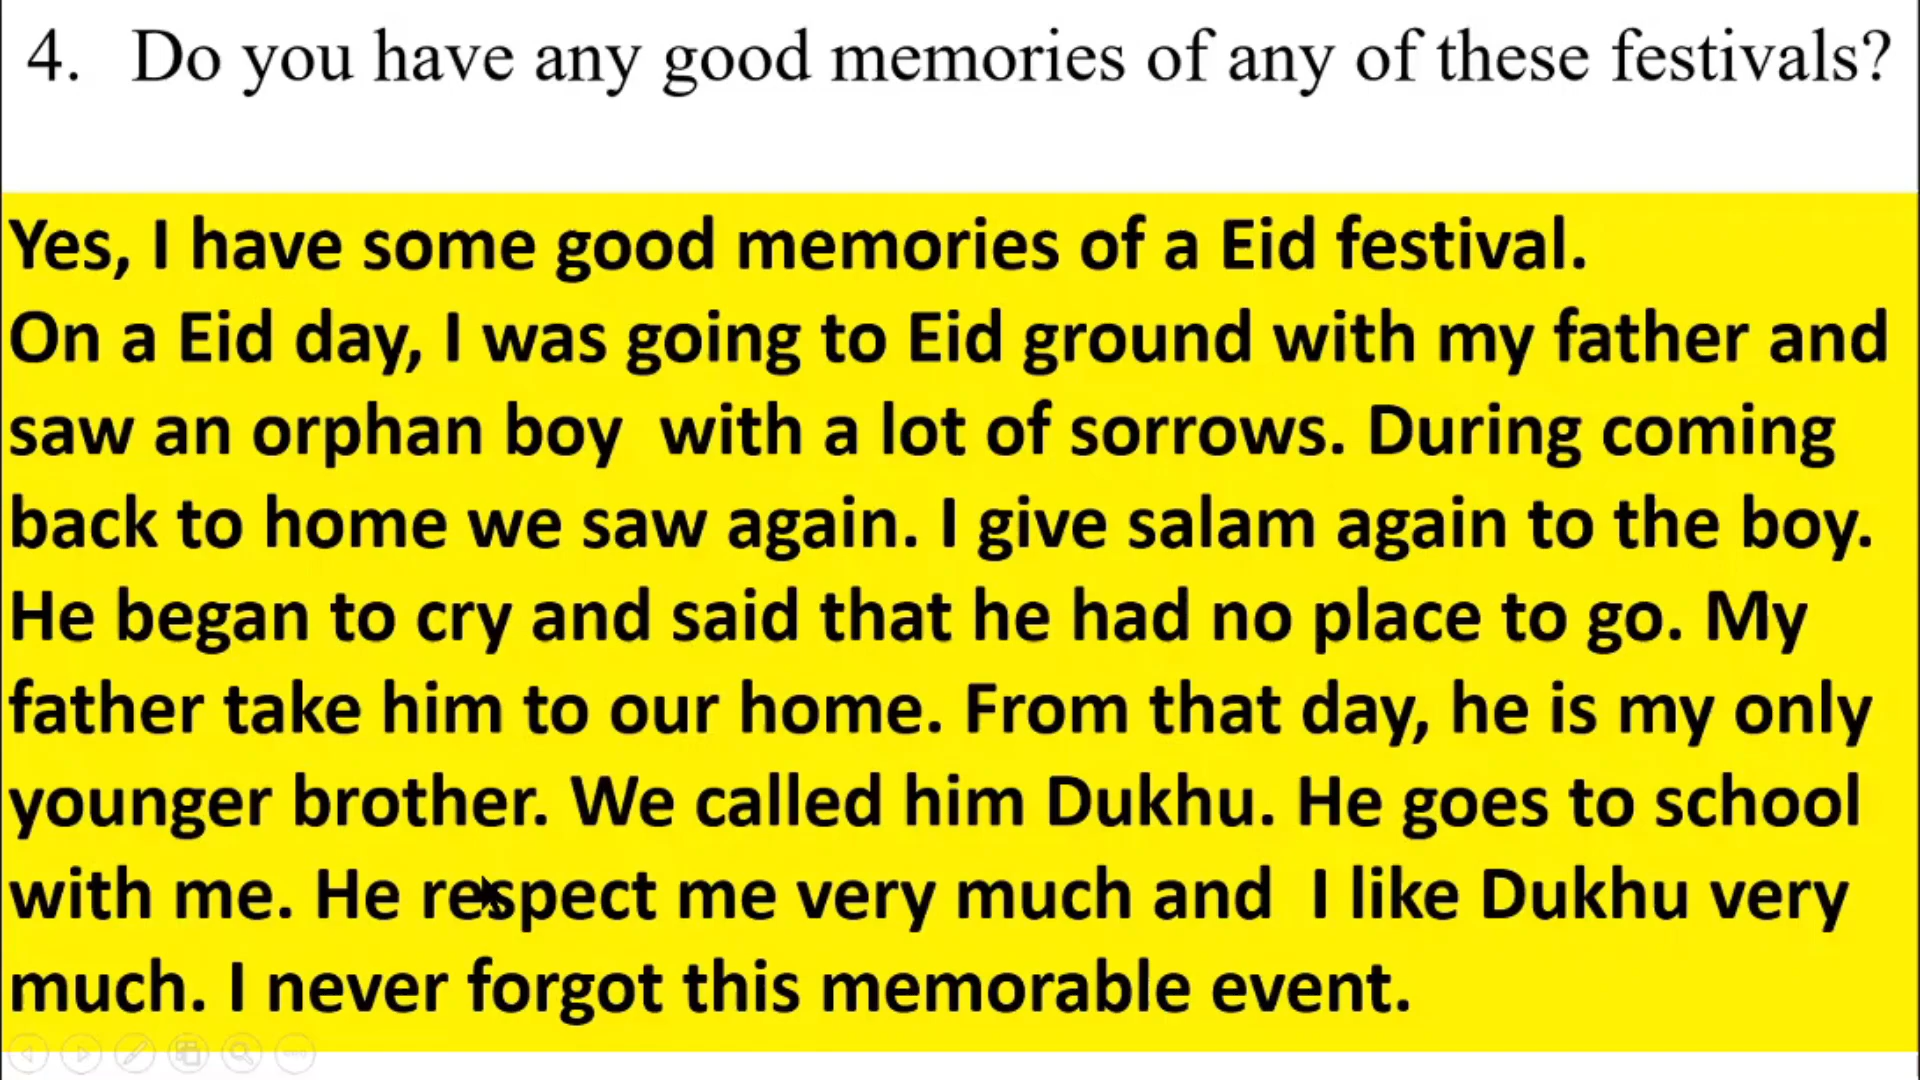 4. Do you have any good memories of any of these festivals?
Yes, I have some good memories of a Eid festival.
On a Eid day, I was going to Eid ground with my father and
saw an orphan boy with a lot of sorrows. During coming
back to home we saw again. I give salam again to the boy.
He began to cry and said that he had no place to go. My
father take him to our home. From that day, he is my only
younger brother. We called him Dukhu. He goes to school
with me. He respect me very much and I like Dukhu very
much. I never forgot this memorable event.